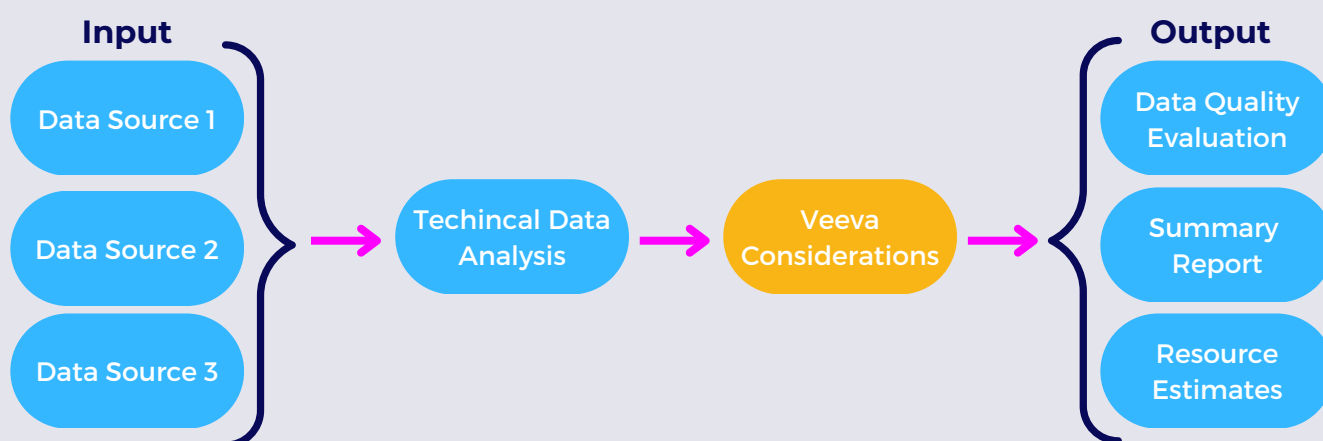 Input
Data Source 1
Data Source 2
Data Source 3
Techincal Data
Analysis
Veeva
Considerations
Output
Data Quality
Evaluation
Summary
Report
Resource
Estimates